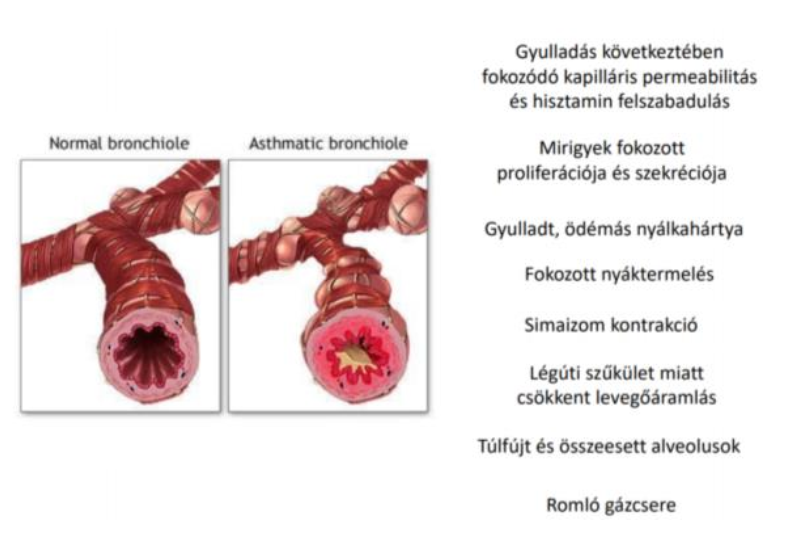 Normal bronchiole
Asthmatic bronchiole
Gyulladás következtében
fokozódó kapilláris permeabilitás
és hisztamin felszabadulás
Mirigyek fokozott
proliferációja és szekréciója
Gyulladt, ödémás nyálkahártya
Fokozott nyáktermelés
Simaizom kontrakció
Légúti szűkület miatt
csökkent levegőáramlás
Túlfújt és összeesett alveolusok
Romló gázcsere